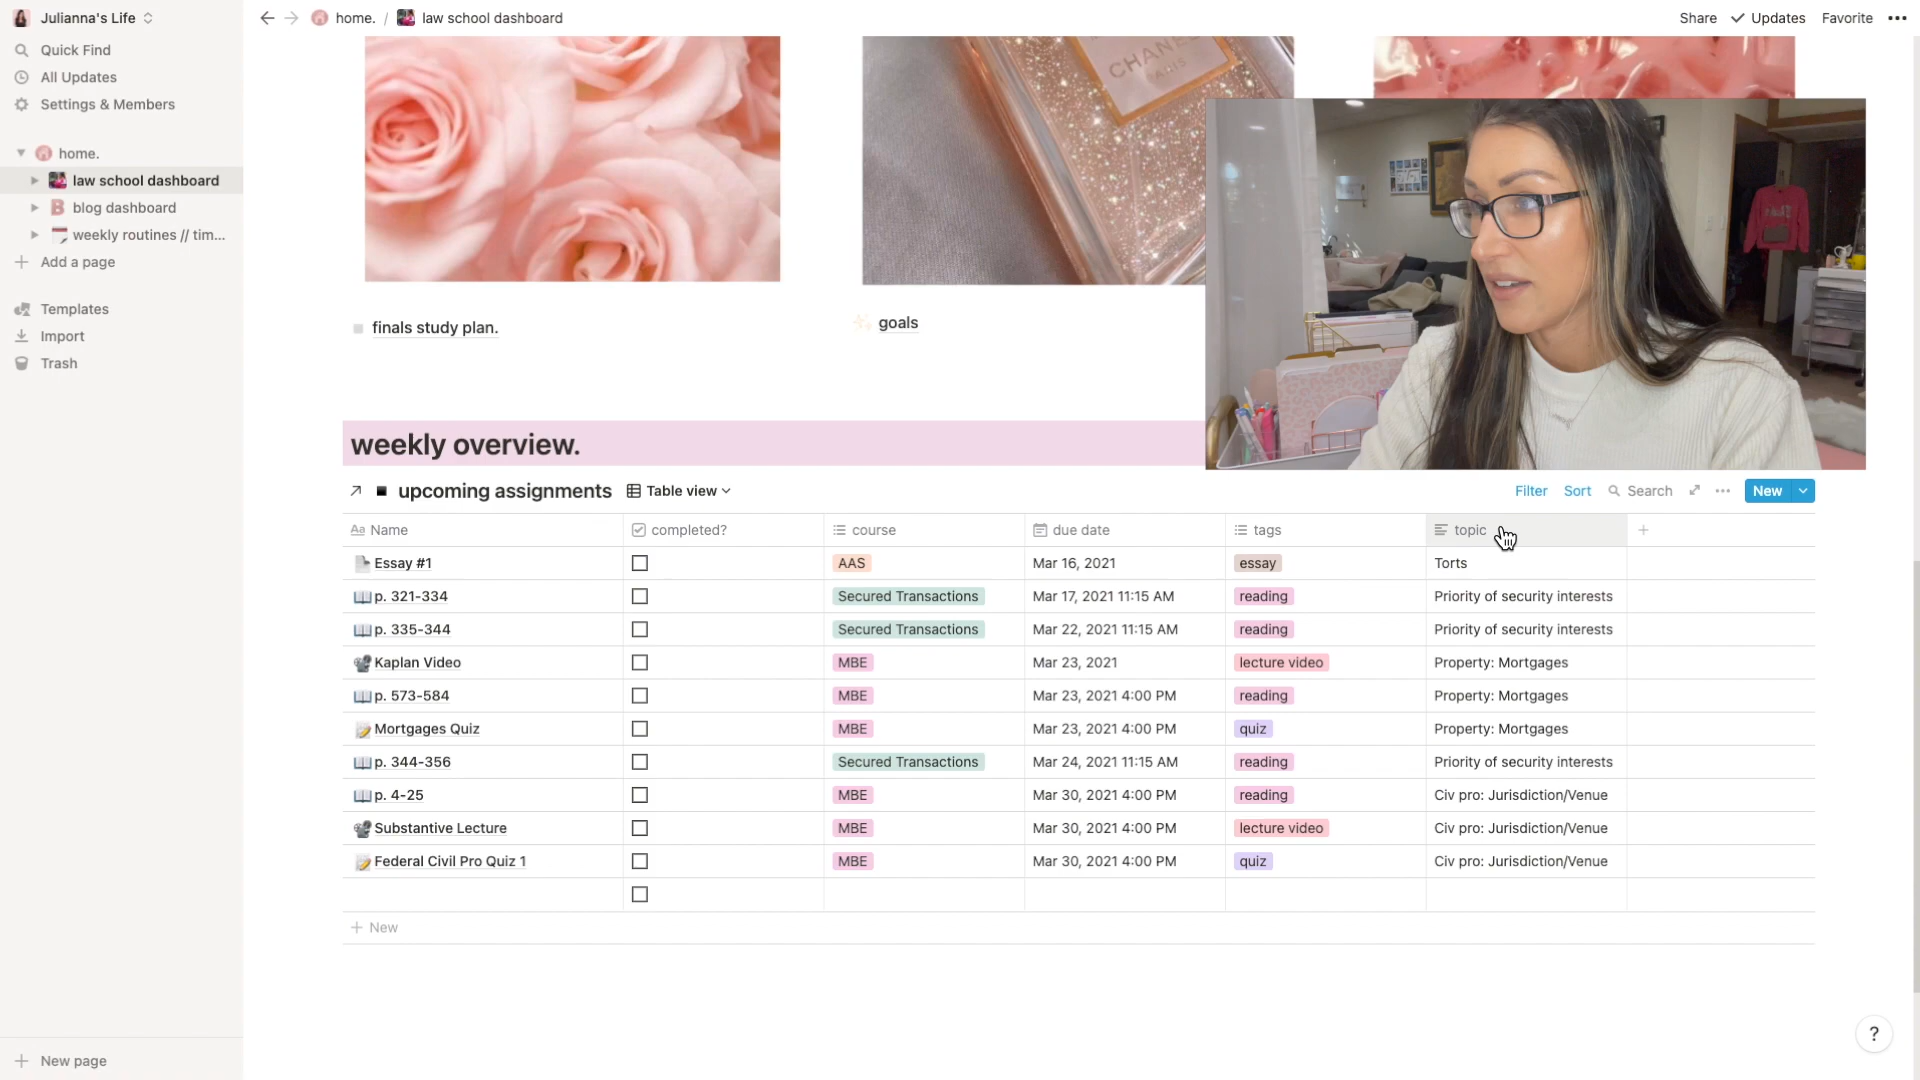 Julianna's Life
Quick Find
All Updates
Settings & Members
home.
law school dashboard
blog dashboard
weekly routines // tim...
Add a page
Templates
Import
Trash
New page
home. / law school dashboard
Share Updates Favorite
CHANEL
finals study plan.
goals
weekly overview.
upcoming assignments Table view
Filter Sort Search New
Aa Name completed? course due date tags topic
Essay #1 AAS Mar 16, 2021 essay Torts
p. 321-334 Secured Transactions Mar 17, 2021 11:15 AM reading Priority of security interests
p. 335-344 Secured Transactions Mar 22, 2021 11:15 AM reading Priority of security interests
Kaplan Video MBE Mar 23, 2021 lecture video Property: Mortgages
p. 573-584 MBE Mar 23, 2021 4:00 PM reading Property: Mortgages
Mortgages Quiz MBE Mar 23, 2021 4:00 PM quiz Property: Mortgages
p. 344-356 Secured Transactions Mar 24, 2021 11:15 AM reading Priority of security interests
p. 4-25 MBE Mar 30, 2021 4:00 PM reading Civ pro: Jurisdiction/Venue
Substantive Lecture MBE Mar 30, 2021 4:00 PM lecture video Civ pro: Jurisdiction/Venue
Federal Civil Pro Quiz 1 MBE Mar 30, 2021 4:00 PM quiz Civ pro: Jurisdiction/Venue
+ New
?